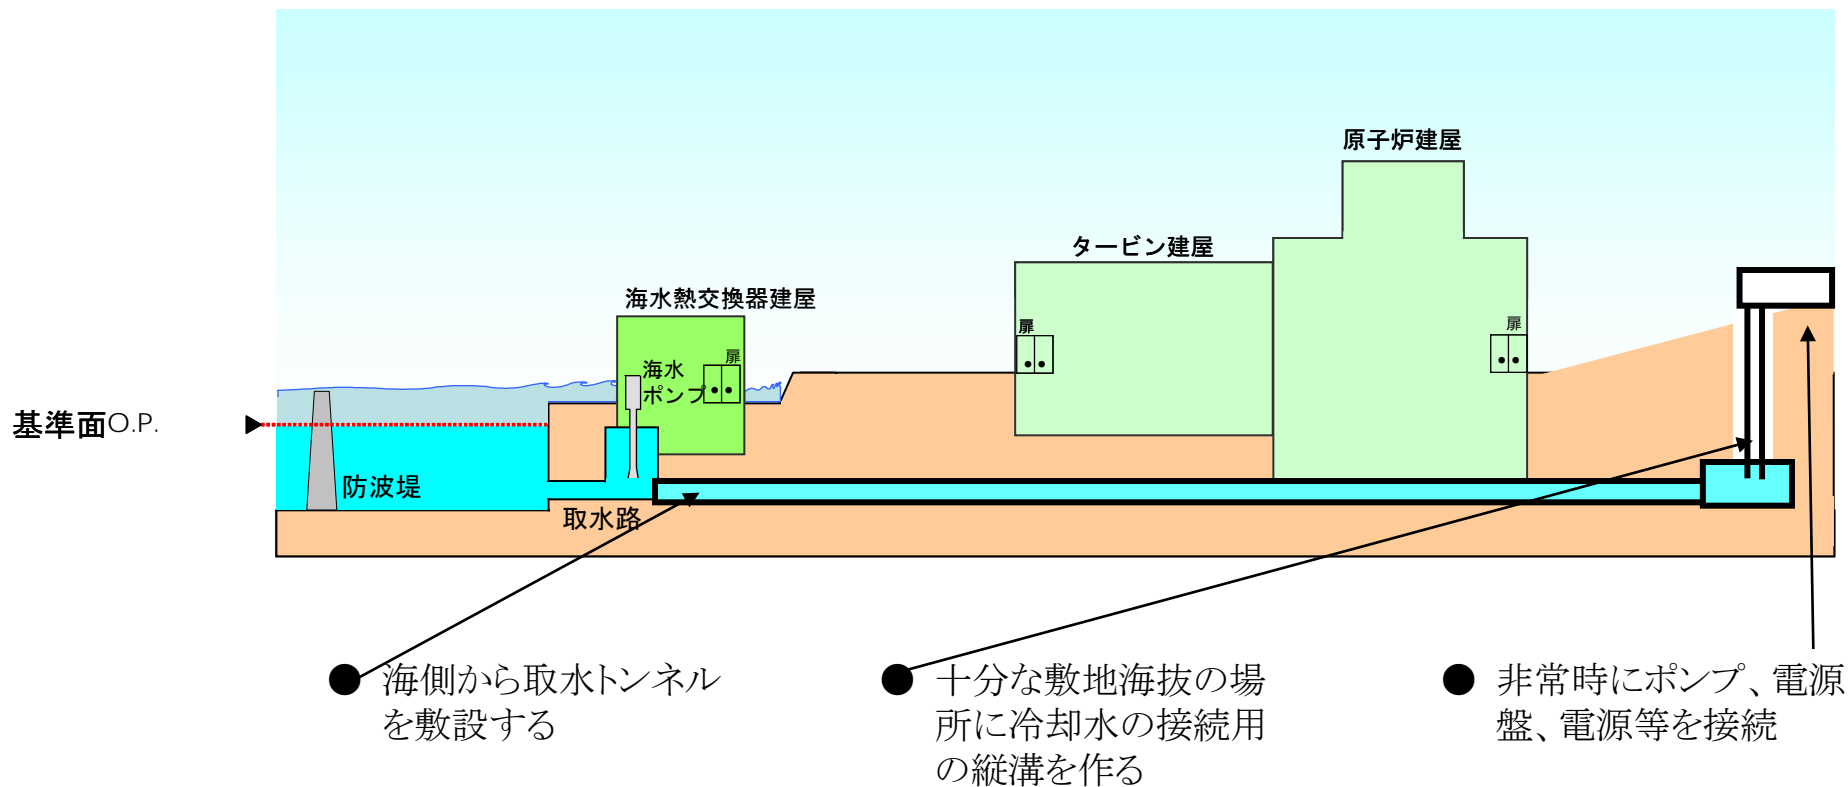 原子炉建屋
タービン建屋
海水熱交換器建屋
扉
扉
扉
海水
ポンプ
基準面O.P.
防波堤
取水路
● 海側から取水トンネル
を敷設する
● 十分な敷地海抜の場
所に冷却水の接続用
の縦溝を作る
● 非常時にポンプ、電源
盤、電源等を接続